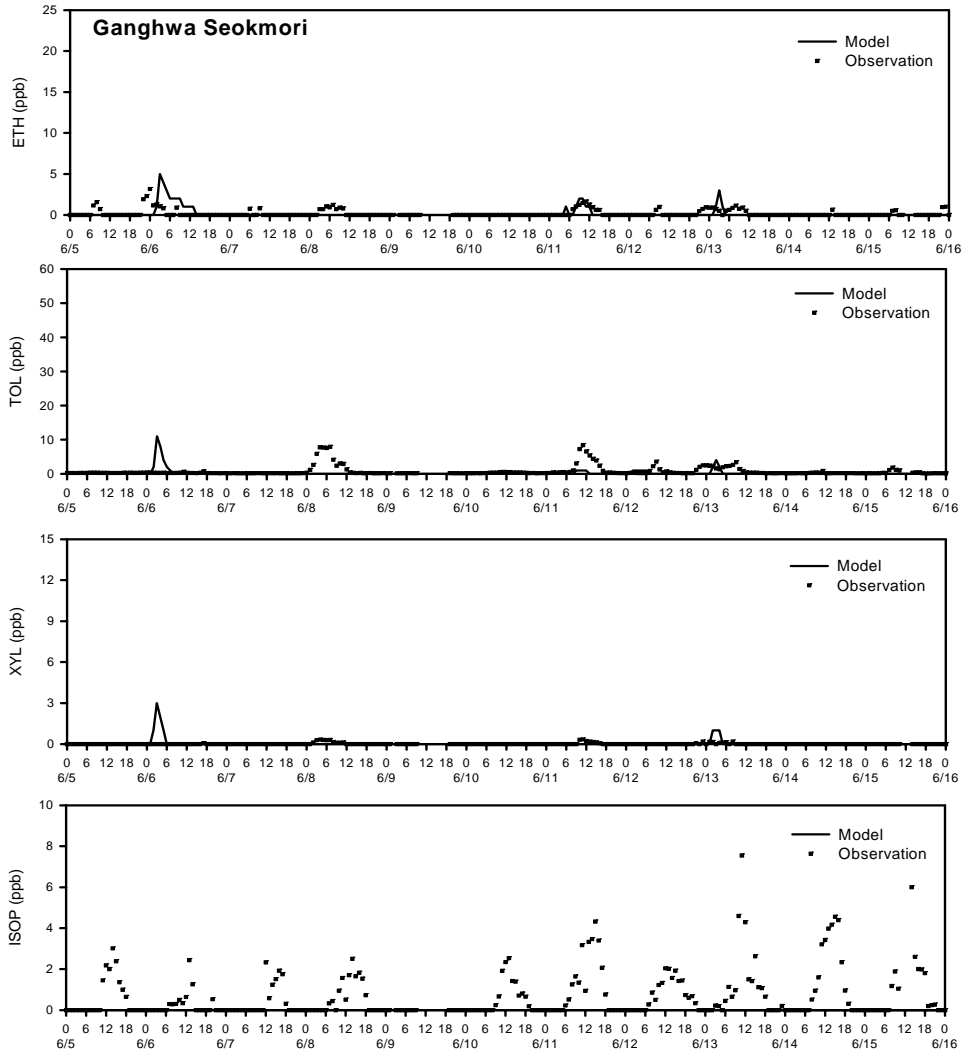 Ganghwa Seokmori
Model
Observation
ETH (ppb)
25
20
15
10
5
0
0 6 12 18 0 6 12 18 0 6 12 18 0 6 12 18 0 6 12 18 0 6 12 18 0 6 12 18 0 6 12 18 0 6 12 18 0 6 12 18 0 6 12 18 0
6/5 6/6 6/7 6/8 6/9 6/10 6/11 6/12 6/13 6/14 6/15 6/16
Model
Observation
TOL (ppb)
60
50
40
30
20
10
0
0 6 12 18 0 6 12 18 0 6 12 18 0 6 12 18 0 6 12 18 0 6 12 18 0 6 12 18 0 6 12 18 0 6 12 18 0 6 12 18 0 6 12 18 0
6/5 6/6 6/7 6/8 6/9 6/10 6/11 6/12 6/13 6/14 6/15 6/16
Model
Observation
XYL (ppb)
15
12
9
6
3
0
0 6 12 18 0 6 12 18 0 6 12 18 0 6 12 18 0 6 12 18 0 6 12 18 0 6 12 18 0 6 12 18 0 6 12 18 0 6 12 18 0 6 12 18 0
6/5 6/6 6/7 6/8 6/9 6/10 6/11 6/12 6/13 6/14 6/15 6/16
Model
Observation
ISOP (ppb)
10
8
6
4
2
0
0 6 12 18 0 6 12 18 0 6 12 18 0 6 12 18 0 6 12 18 0 6 12 18 0 6 12 18 0 6 12 18 0 6 12 18 0 6 12 18 0 6 12 18 0
6/5 6/6 6/7 6/8 6/9 6/10 6/11 6/12 6/13 6/14 6/15 6/16